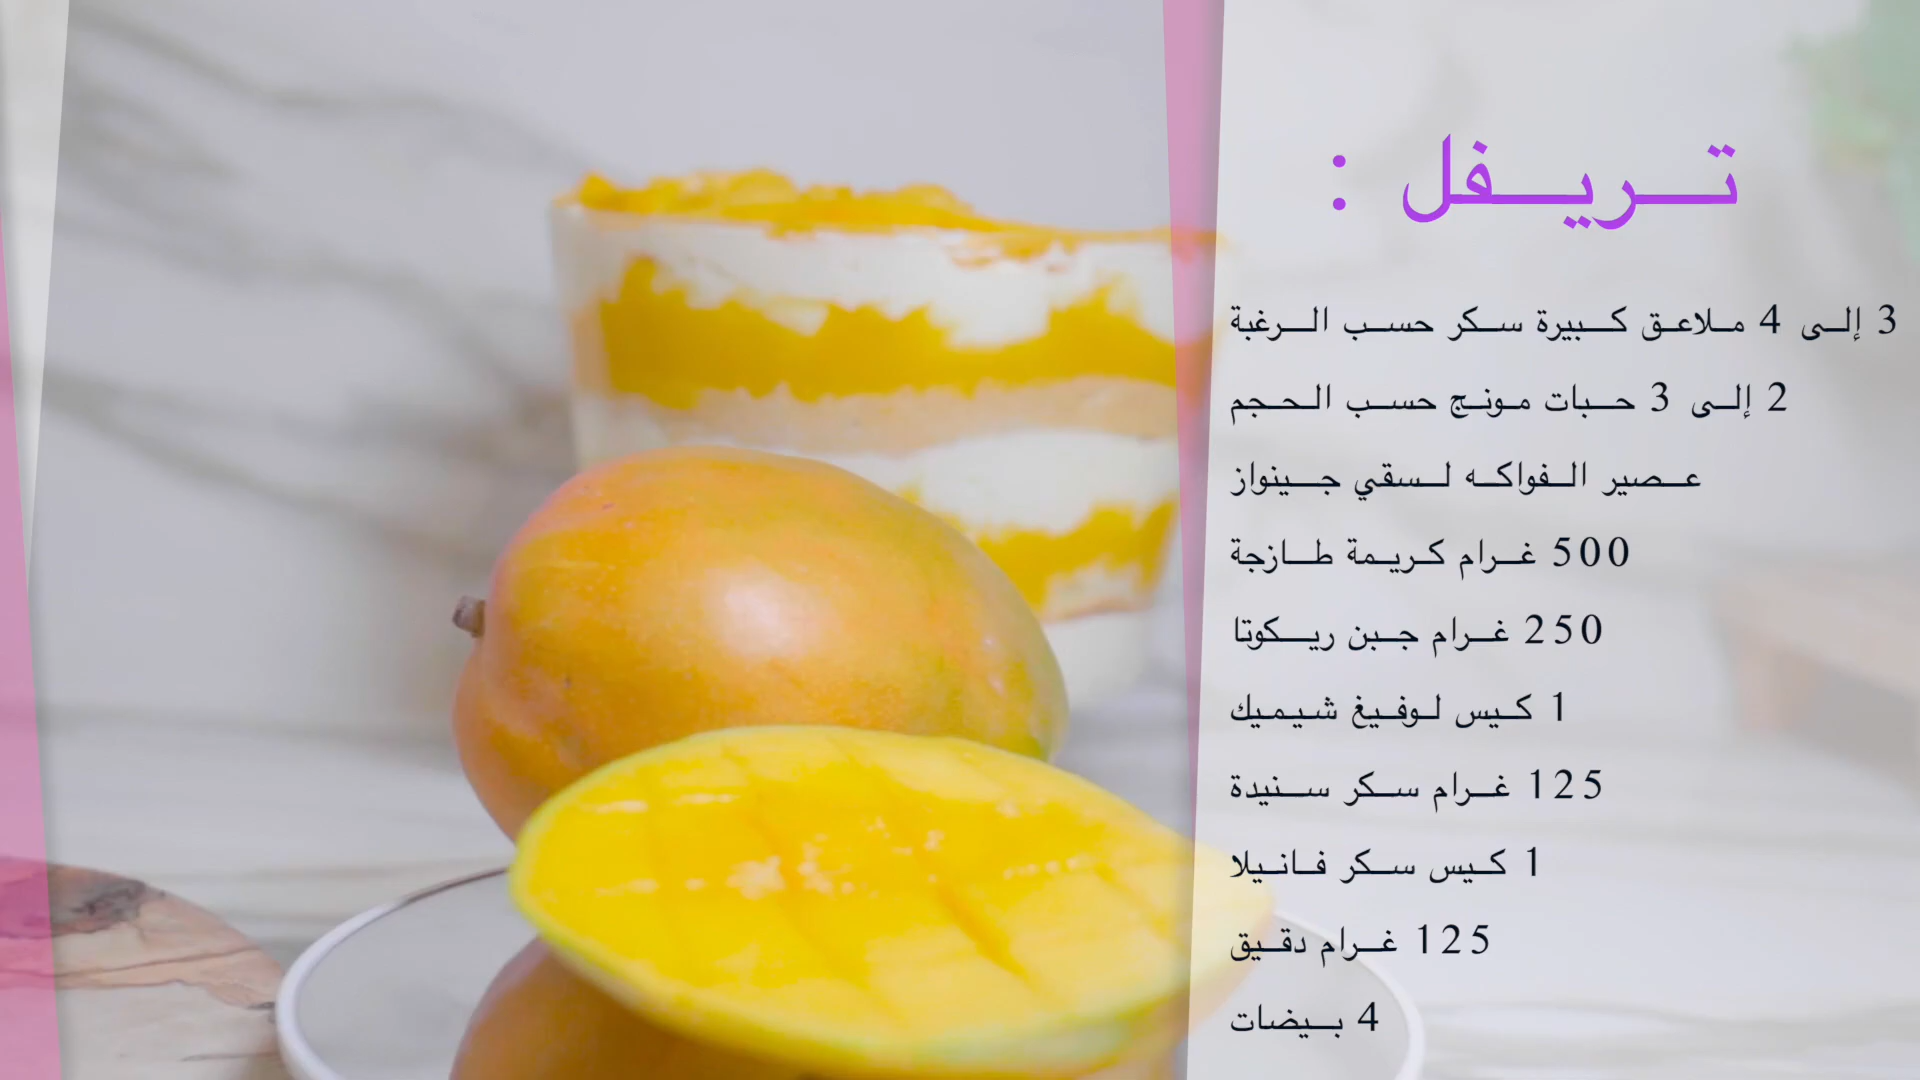 تريفل :
3 إلى 4 ملاعق كبيرة سكر حسب الرغبة
2 إلى 3 حبات مونج حسب الحجم
عصير الفواكه لسقي جينواز
500 غرام كريمة طازجة
250 غرام جبن ريكوتا
1 كيس لوفيغ شيميك
125 غرام سكر سنيدة
1 كيس سكر فانيلا
125 غرام دقيق
4 بيضات